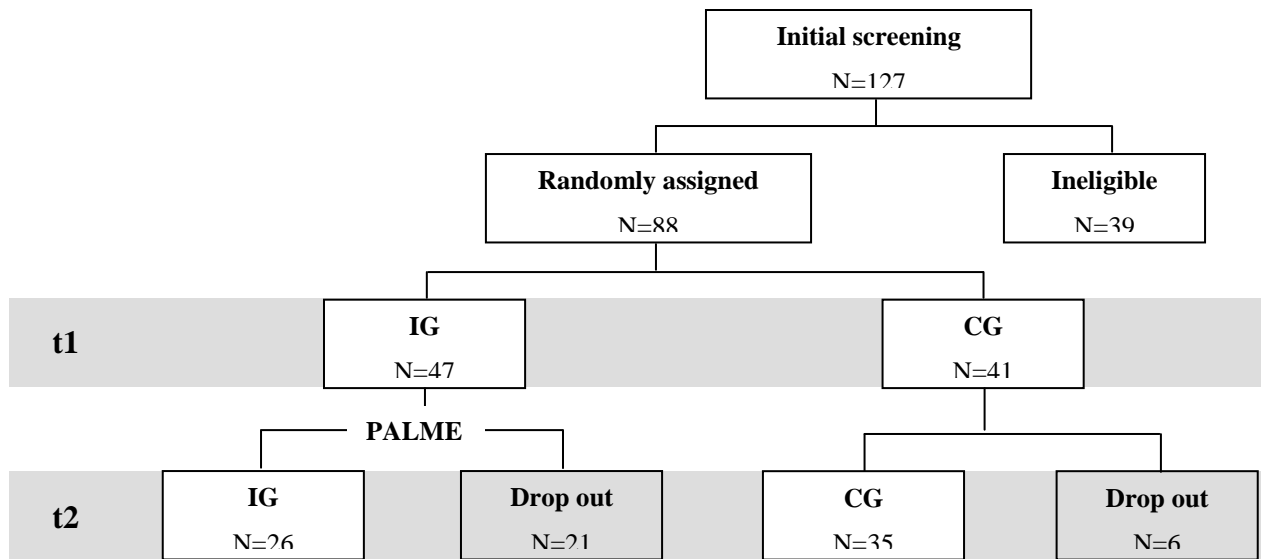 Initial screening
N=127
Randomly assigned
N=88
Ineligible
N=39
t1
IG
N=47
CG
N=41
PALME
t2
IG
N=26
Drop out
N=21
CG
N=35
Drop out
N=6